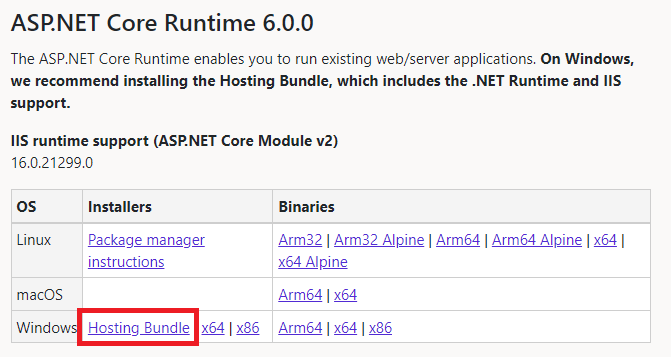 ASP.NET Core Runtime 6.0.0
The ASP.NET Core Runtime enables you to run existing web/server applications. On Windows,
we recommend installing the Hosting Bundle, which includes the .NET Runtime and IIS
support.
IIS runtime support (ASP.NET Core Module v2)
16.0.21299.0
OS Installers Binaries
Linux Package manager instructions Arm32 | Arm32 Alpine | Arm64 | Arm64 Alpine | x64 |
x64 Alpine
macOS Arm64 | x64
Windows Hosting Bundle x64 | x86 Arm64 | x64 | x86